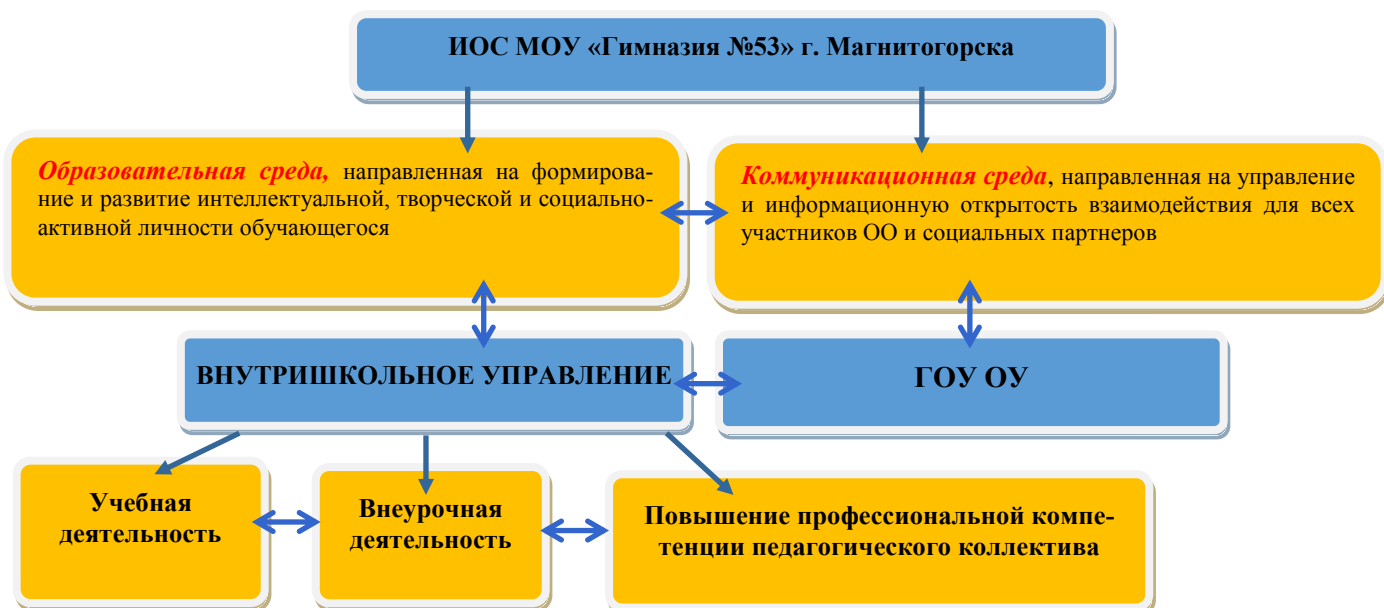 ИОС МОУ «Гимназия №53» г. Магнитогорска
Образовательная среда, направленная на формирова-
ние и развитие интеллектуальной, творческой и социально-
активной личности обучающегося
Коммуникационная среда, направленная на управление
и информационную открытость взаимодействия для всех
участников ОО и социальных партнеров
ВНУТРИШКОЛЬНОЕ УПРАВЛЕНИЕ
ГОУ ОУ
Учебная
деятельность
Внеурочная
деятельность
Повышение профессиональной компе-
тенции педагогического коллектива